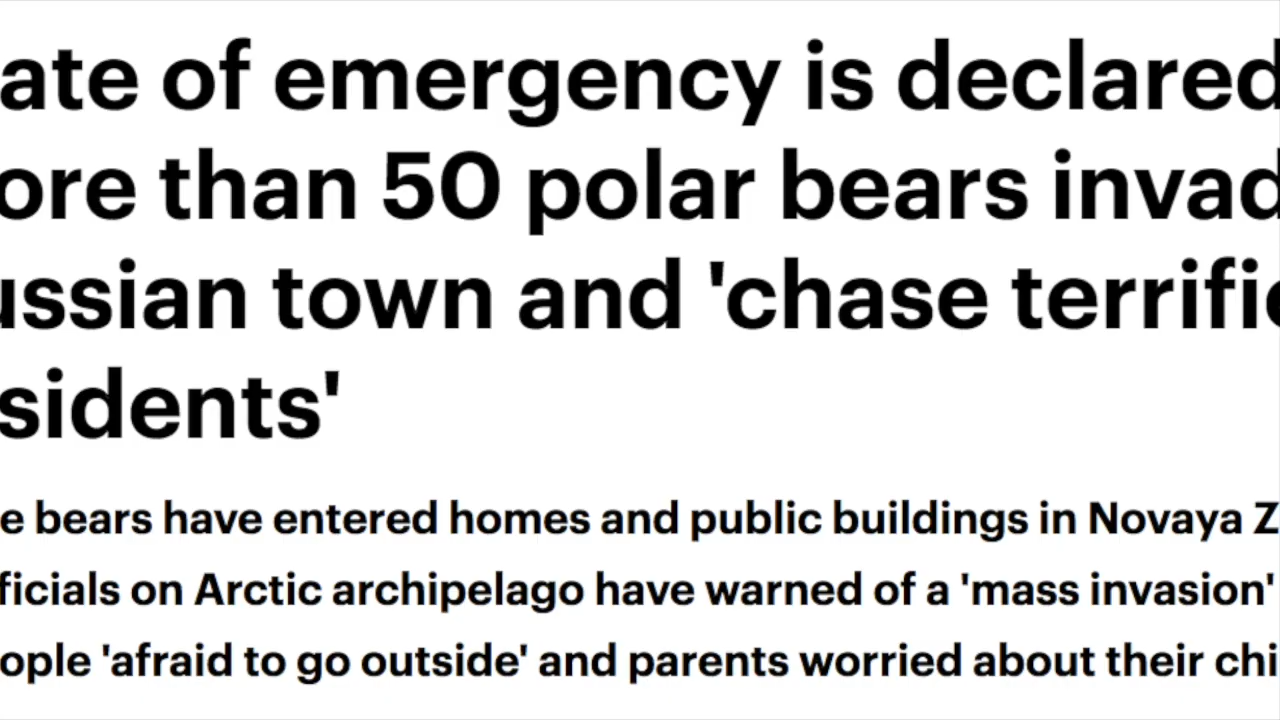 ate of emergency is declared
ore than 50 polar bears invad
ussian town and 'chase terrifie
sidents'
e bears have entered homes and public buildings in Novaya Z
ficials on Arctic archipelago have warned of a 'mass invasion'
ople 'afraid to go outside' and parents worried about their chi